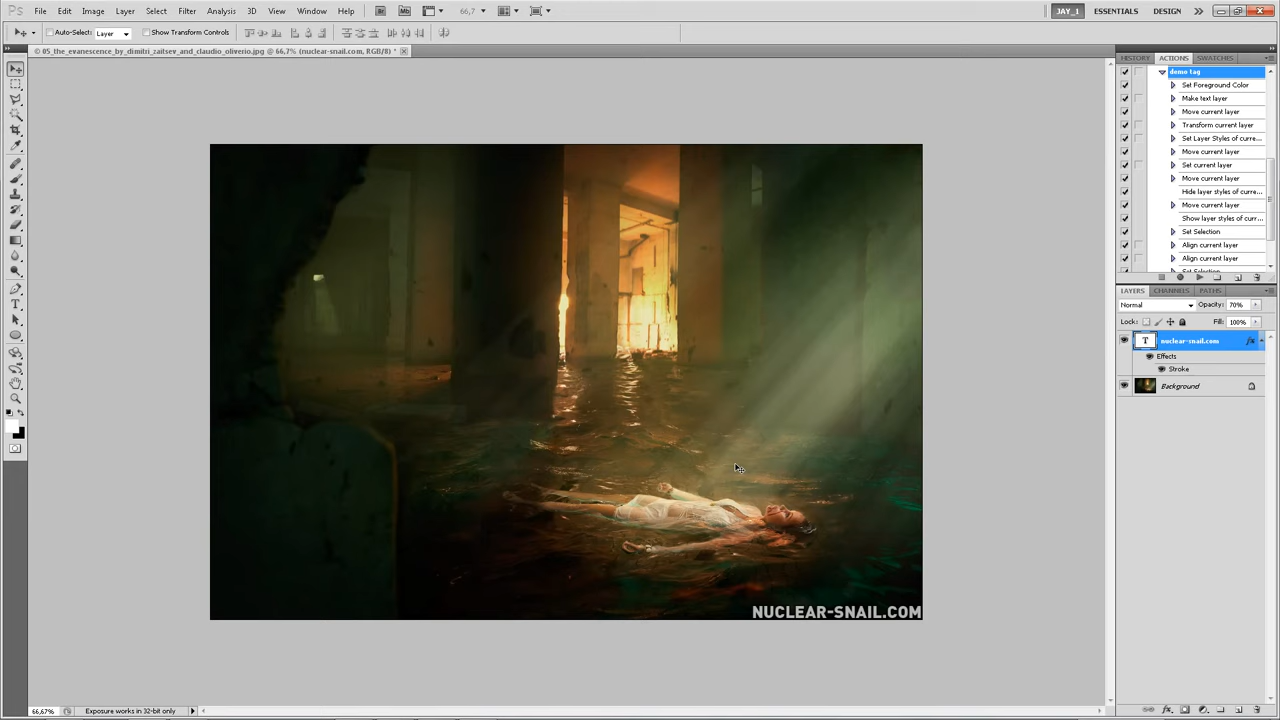 Ps File Edit Image Layer Select Filter Analysis 3D View Window Help Br Mb 66,7 JAY_1 ESSENTIALS DESIGN
Auto-Select: Layer Show Transform Controls
© 05_the_evanescence_by_dimitri_zaitsev_and_claudio_oliverio.jpg @ 66,7% (nuclear-snail.com, RGB/8) *
HISTORY ACTIONS SWATCHES
demo tag
Set Foreground Color
Make text layer
Move current layer
Transform current layer
Set Layer Styles of curre...
Move current layer
Set current layer
Move current layer
Hide layer styles of curre...
Move current layer
Show layer styles of curr...
Set Selection
Align current layer
Align current layer
Set Selection
LAYERS CHANNELS PATHS
Normal Opacity: 70%
Lock: Fill: 100%
T nuclear-snail.com fx
Effects
Stroke
Background
NUCLEAR-SNAIL.COM
66,67% Exposure works in 32-bit only